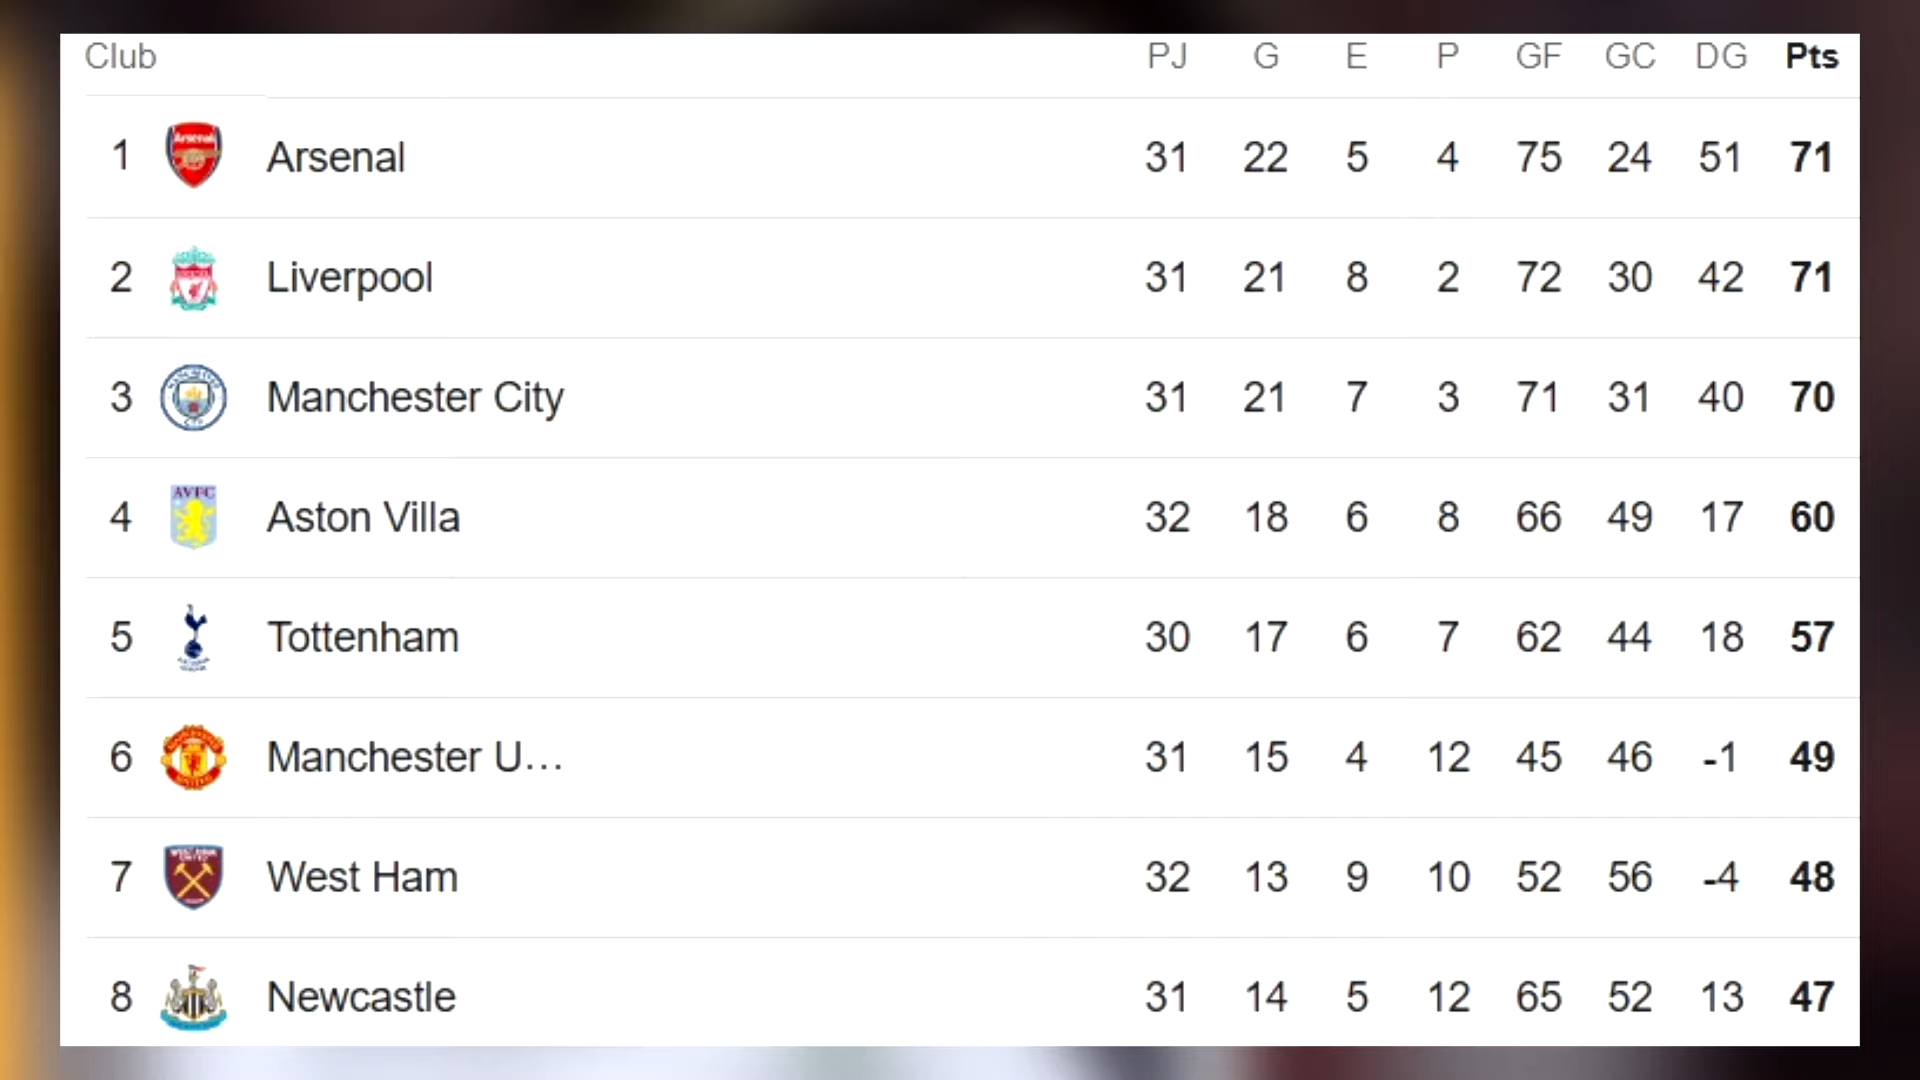 Club PJ G E P GF GC DG Pts
1 Arsenal 31 22 5 4 75 24 51 71
2 Liverpool 31 21 8 2 72 30 42 71
3 Manchester City 31 21 7 3 71 31 40 70
4 AVFC Aston Villa 32 18 6 8 66 49 17 60
5 Tottenham 30 17 6 7 62 44 18 57
6 Manchester U... 31 15 4 12 45 46 -1 49
7 West Ham 32 13 9 10 52 56 -4 48
8 Newcastle 31 14 5 12 65 52 13 47